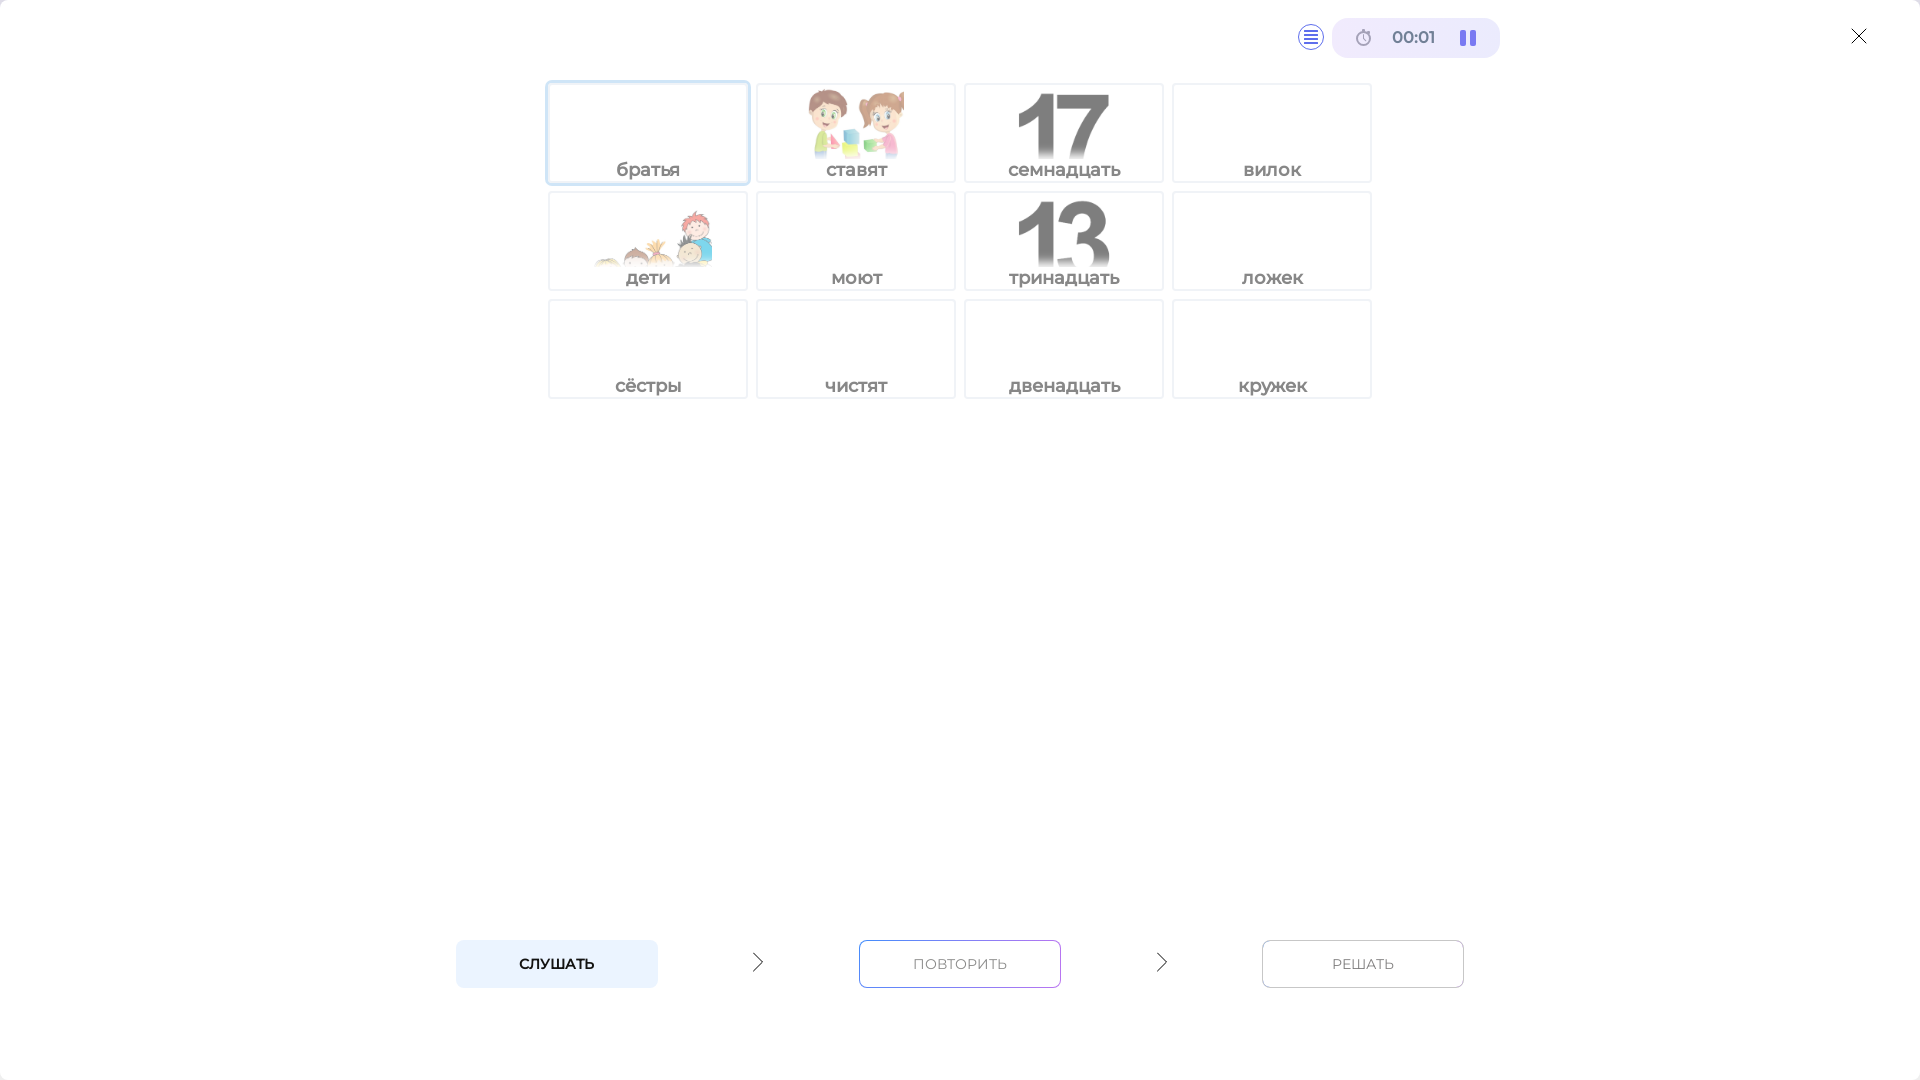 00:01
братья
ставят
17
семнадцать
вилок
дети
моют
13
тринадцать
ложек
сёстры
чистят
двенадцать
кружек
СЛУШАТЬ
ПОВТОРИТЬ
РЕШАТЬ